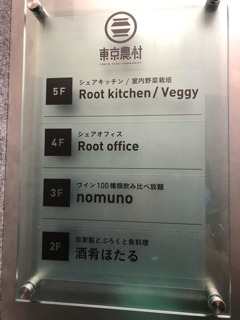 東京農村
5F
シェアキッチン / 室内野菜栽培
Root kitchen / Veggy
4F
シェアオフィス
Root office
3F
ワイン100種類飲み比べ放題
nomuno
2F
自家製どぶろくと魚料理
酒肴ほたる